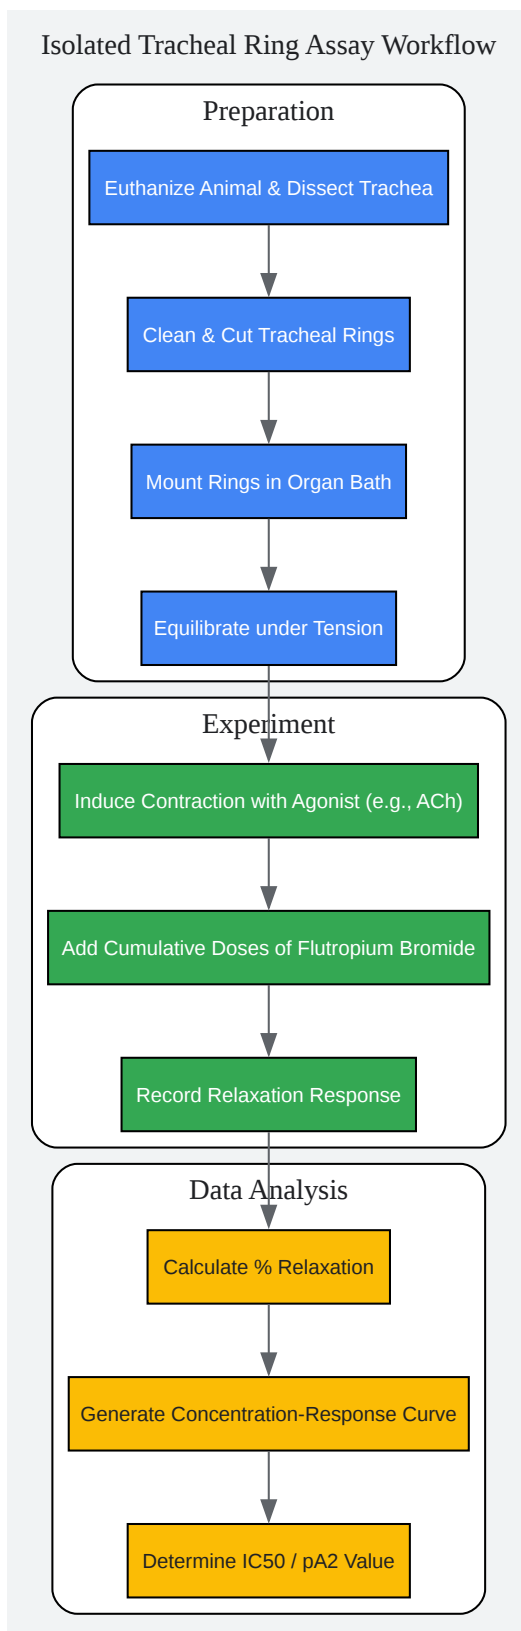 Isolated Tracheal Ring Assay Workflow
Preparation
Euthanize Animal & Dissect Trachea
Clean & Cut Tracheal Rings
Mount Rings in Organ Bath
Equilibrate under Tension
Experiment
Induce Contraction with Agonist (e.g., ACh)
Add Cumulative Doses of Flutropium Bromide
Record Relaxation Response
Data Analysis
Calculate % Relaxation
Generate Concentration-Response Curve
Determine IC50 / pA2 Value